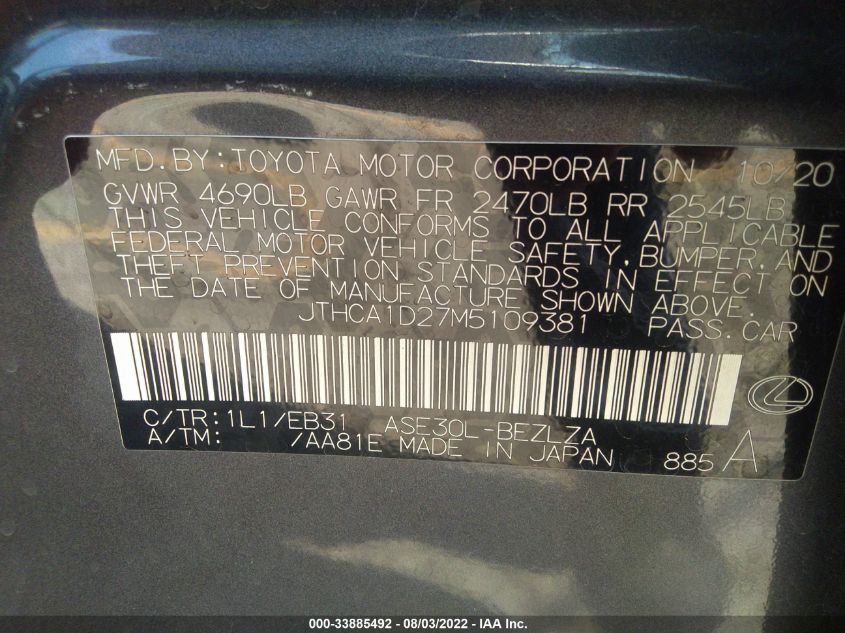 MFD.BY:TOYOTA MOTOR CORPORATION 10/20
GVWR 4690LB GAWR FR 2470LB RR 2545LB
THIS VEHICLE CONFORMS TO ALL APPLICABLE
FEDERAL MOTOR VEHICLE SAFETY, BUMPER, AND
THEFT PREVENTION STANDARDS IN EFFECT ON
THE DATE OF MANUFACTURE SHOWN ABOVE.
JTHCA1D27M5109381 PASS.CAR
C/TR:1L1/EB31 ASE30L-BEZLZA
A/TM: /AA81E MADE IN JAPAN 885 A
000-33885492 - 08/03/2022 - IAA Inc.